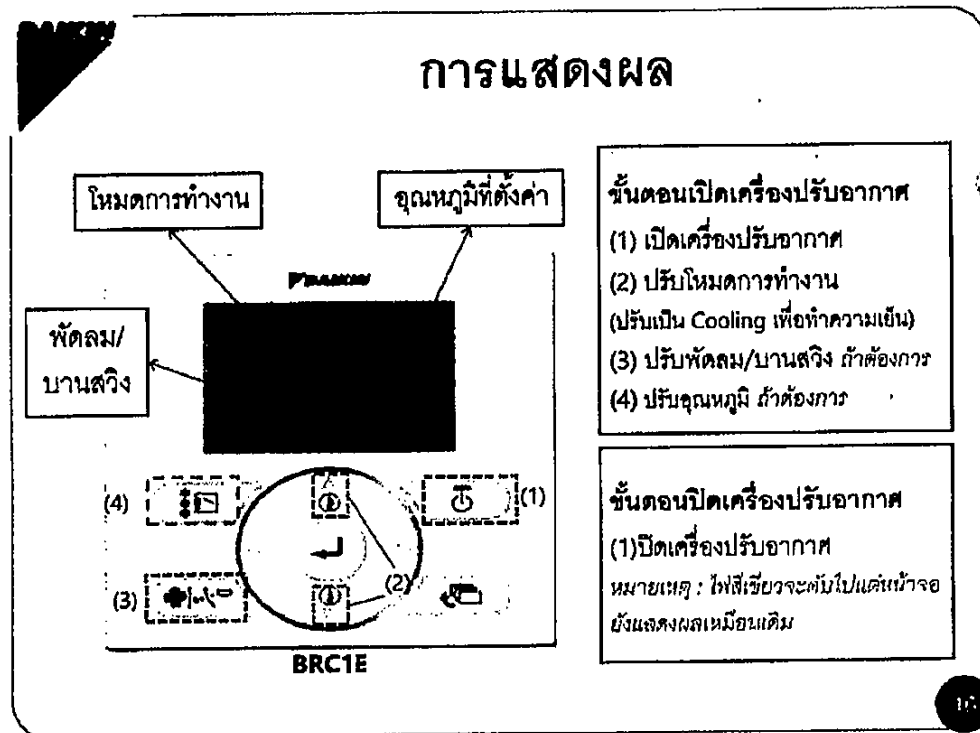 DAIKIN
การแสดงผล
โหมดการทำงาน
อุณหภูมิที่ตั้งค่า
DAIKIN
พัดลม/
บานสวิง
(4)
(1)
(3)
(2)
BRC1E
ขั้นตอนเปิดเครื่องปรับอากาศ
(1) เปิดเครื่องปรับอากาศ
(2) ปรับโหมดการทำงาน
(ปรับเป็น Cooling เพื่อทำความเย็น)
(3) ปรับพัดลม/บานสวิง ถ้าต้องการ
(4) ปรับอุณหภูมิ ถ้าต้องการ
ขั้นตอนปิดเครื่องปรับอากาศ
(1)ปิดเครื่องปรับอากาศ
หมายเหตุ : ไฟสีเขียวจะดับไปแต่หน้าจอ
ยังแสดงผลเหมือนเดิม